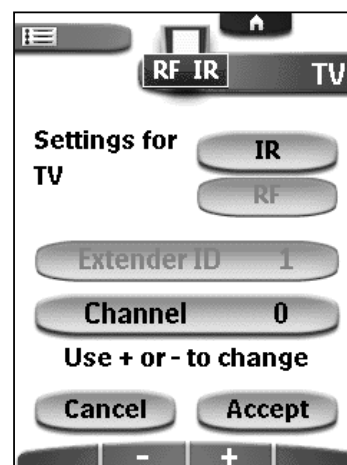 RF IR
TV
Settings for
TV
IR
RF
Extender ID 1
Channel 0
Use + or - to change
Cancel Accept
- +